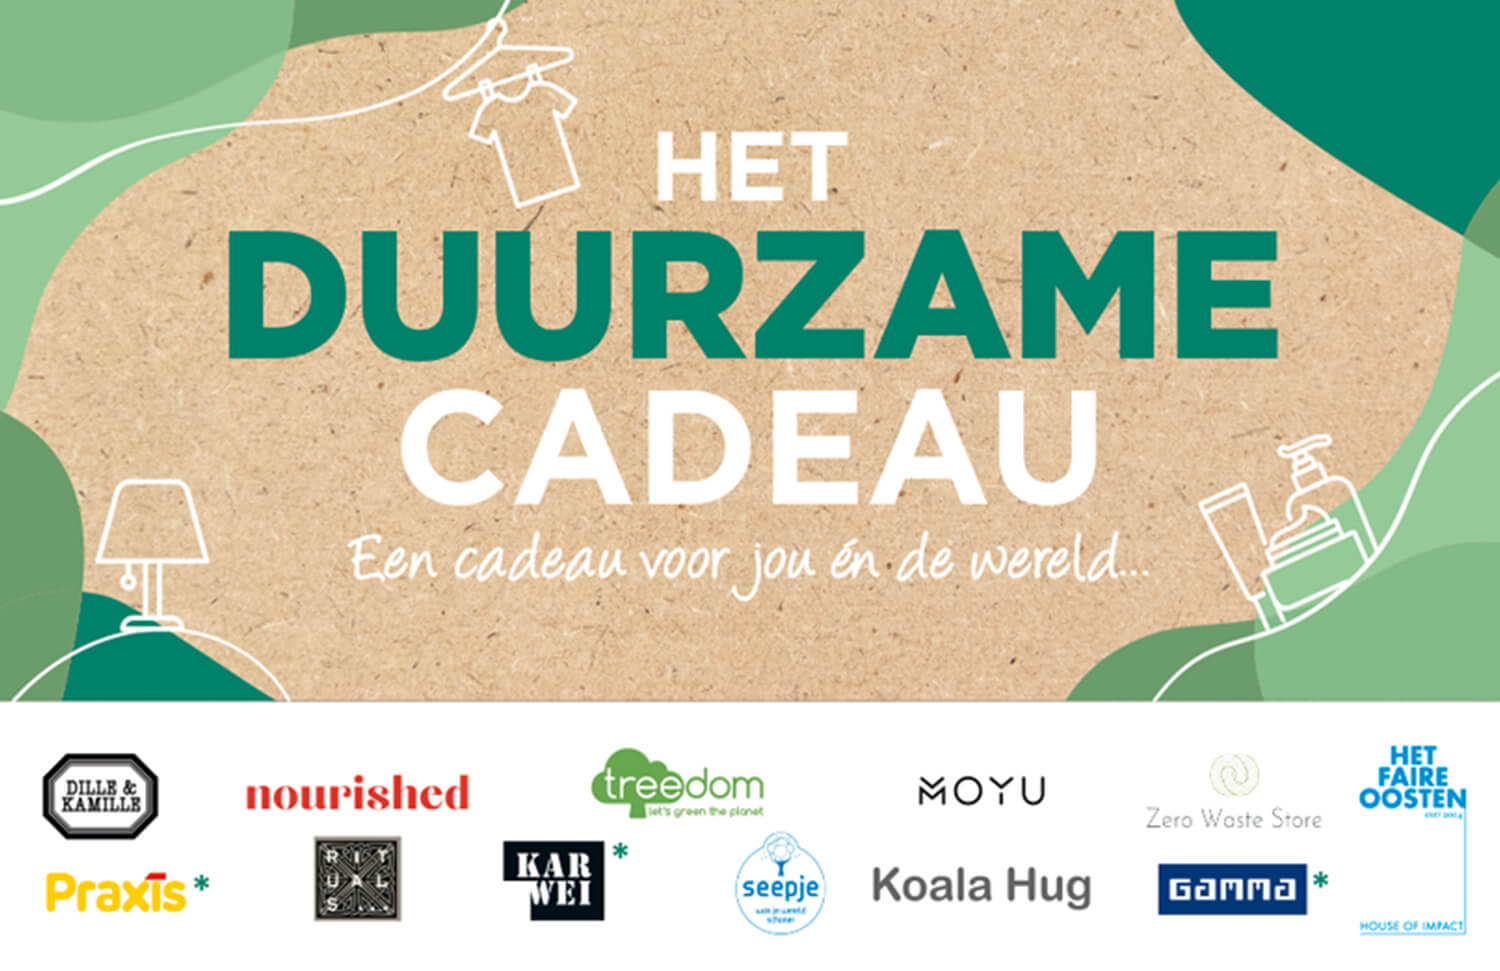 HET
DUURZAME
CADEAU
Een cadeau voor jou én de wereld...
DILLE &
KAMILLE
nourished
treedom
let's green the planet
MOYU
Zero Waste Store
HET
FAIRE
OOSTEN
Praxis*
RIT
UAL
S...
KAR
WEI*
seepje
Koala Hug
GAMMA*
HOUSE OF IMPACT